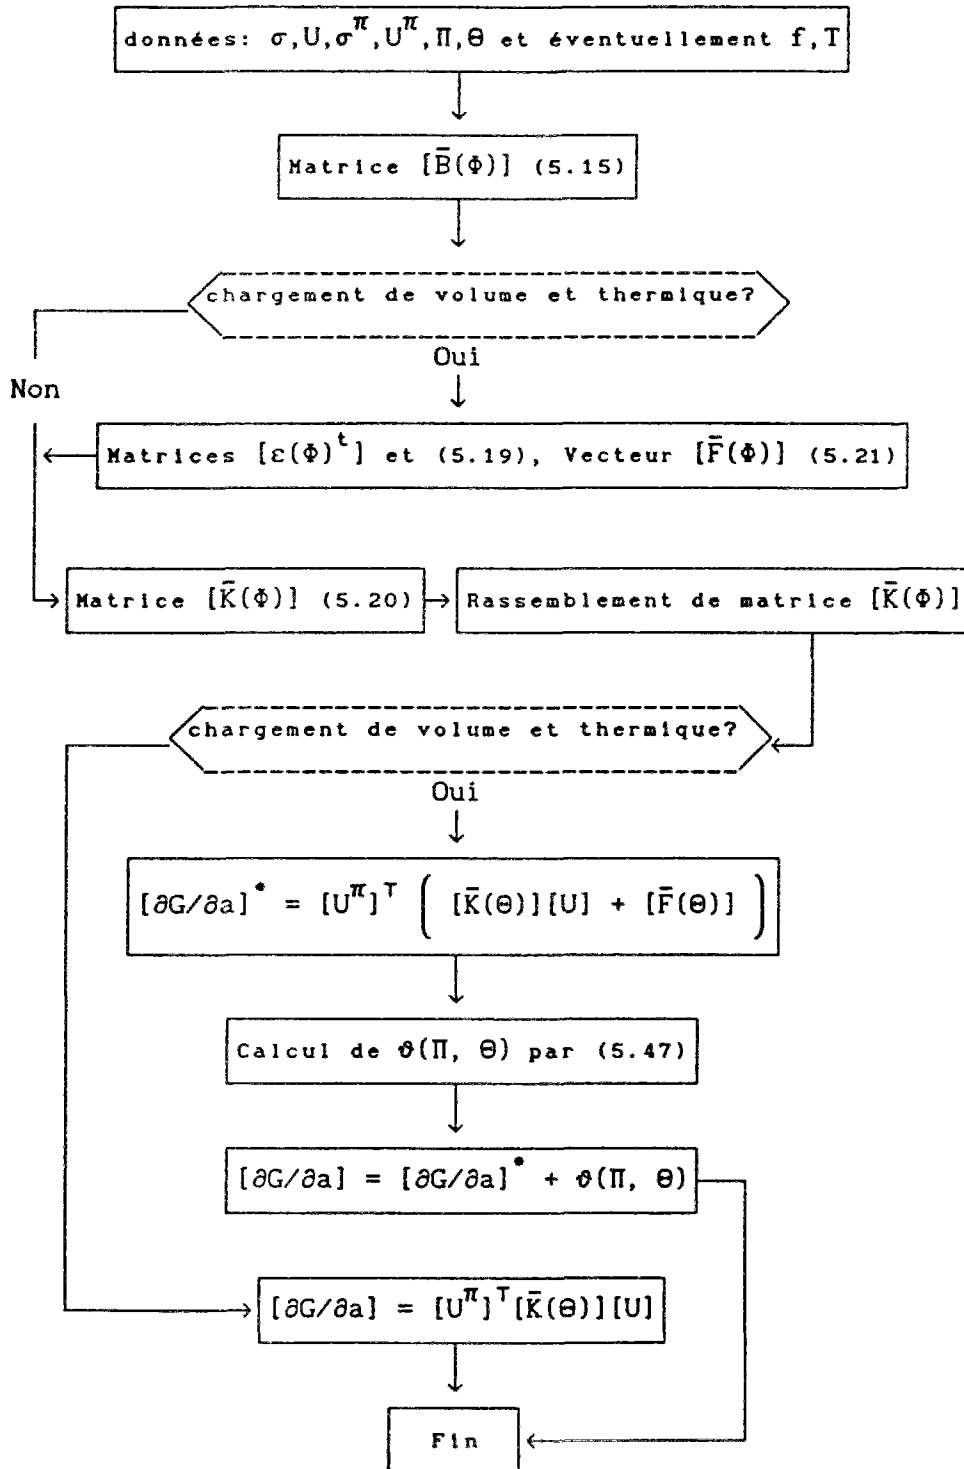 données: σ,U,σ^π,U^π,Π,Θ et éventuellement f,T
Matrice [B̄(Φ)] (5.15)
chargement de volume et thermique?
Oui
Non
Matrices [ε(Φ)^t] et (5.19), Vecteur [F̄(Φ)] (5.21)
Matrice [K̄(Φ)] (5.20)
Rassemblement de matrice [K̄(Φ)]
chargement de volume et thermique?
Oui
[∂G/∂a]^* = [U^π]^T ( [K̄(Θ)][U] + [F̄(Θ)] )
Calcul de ϑ(Π, Θ) par (5.47)
[∂G/∂a] = [∂G/∂a]^* + ϑ(Π, Θ)
[∂G/∂a] = [U^π]^T[K̄(Θ)][U]
Fin